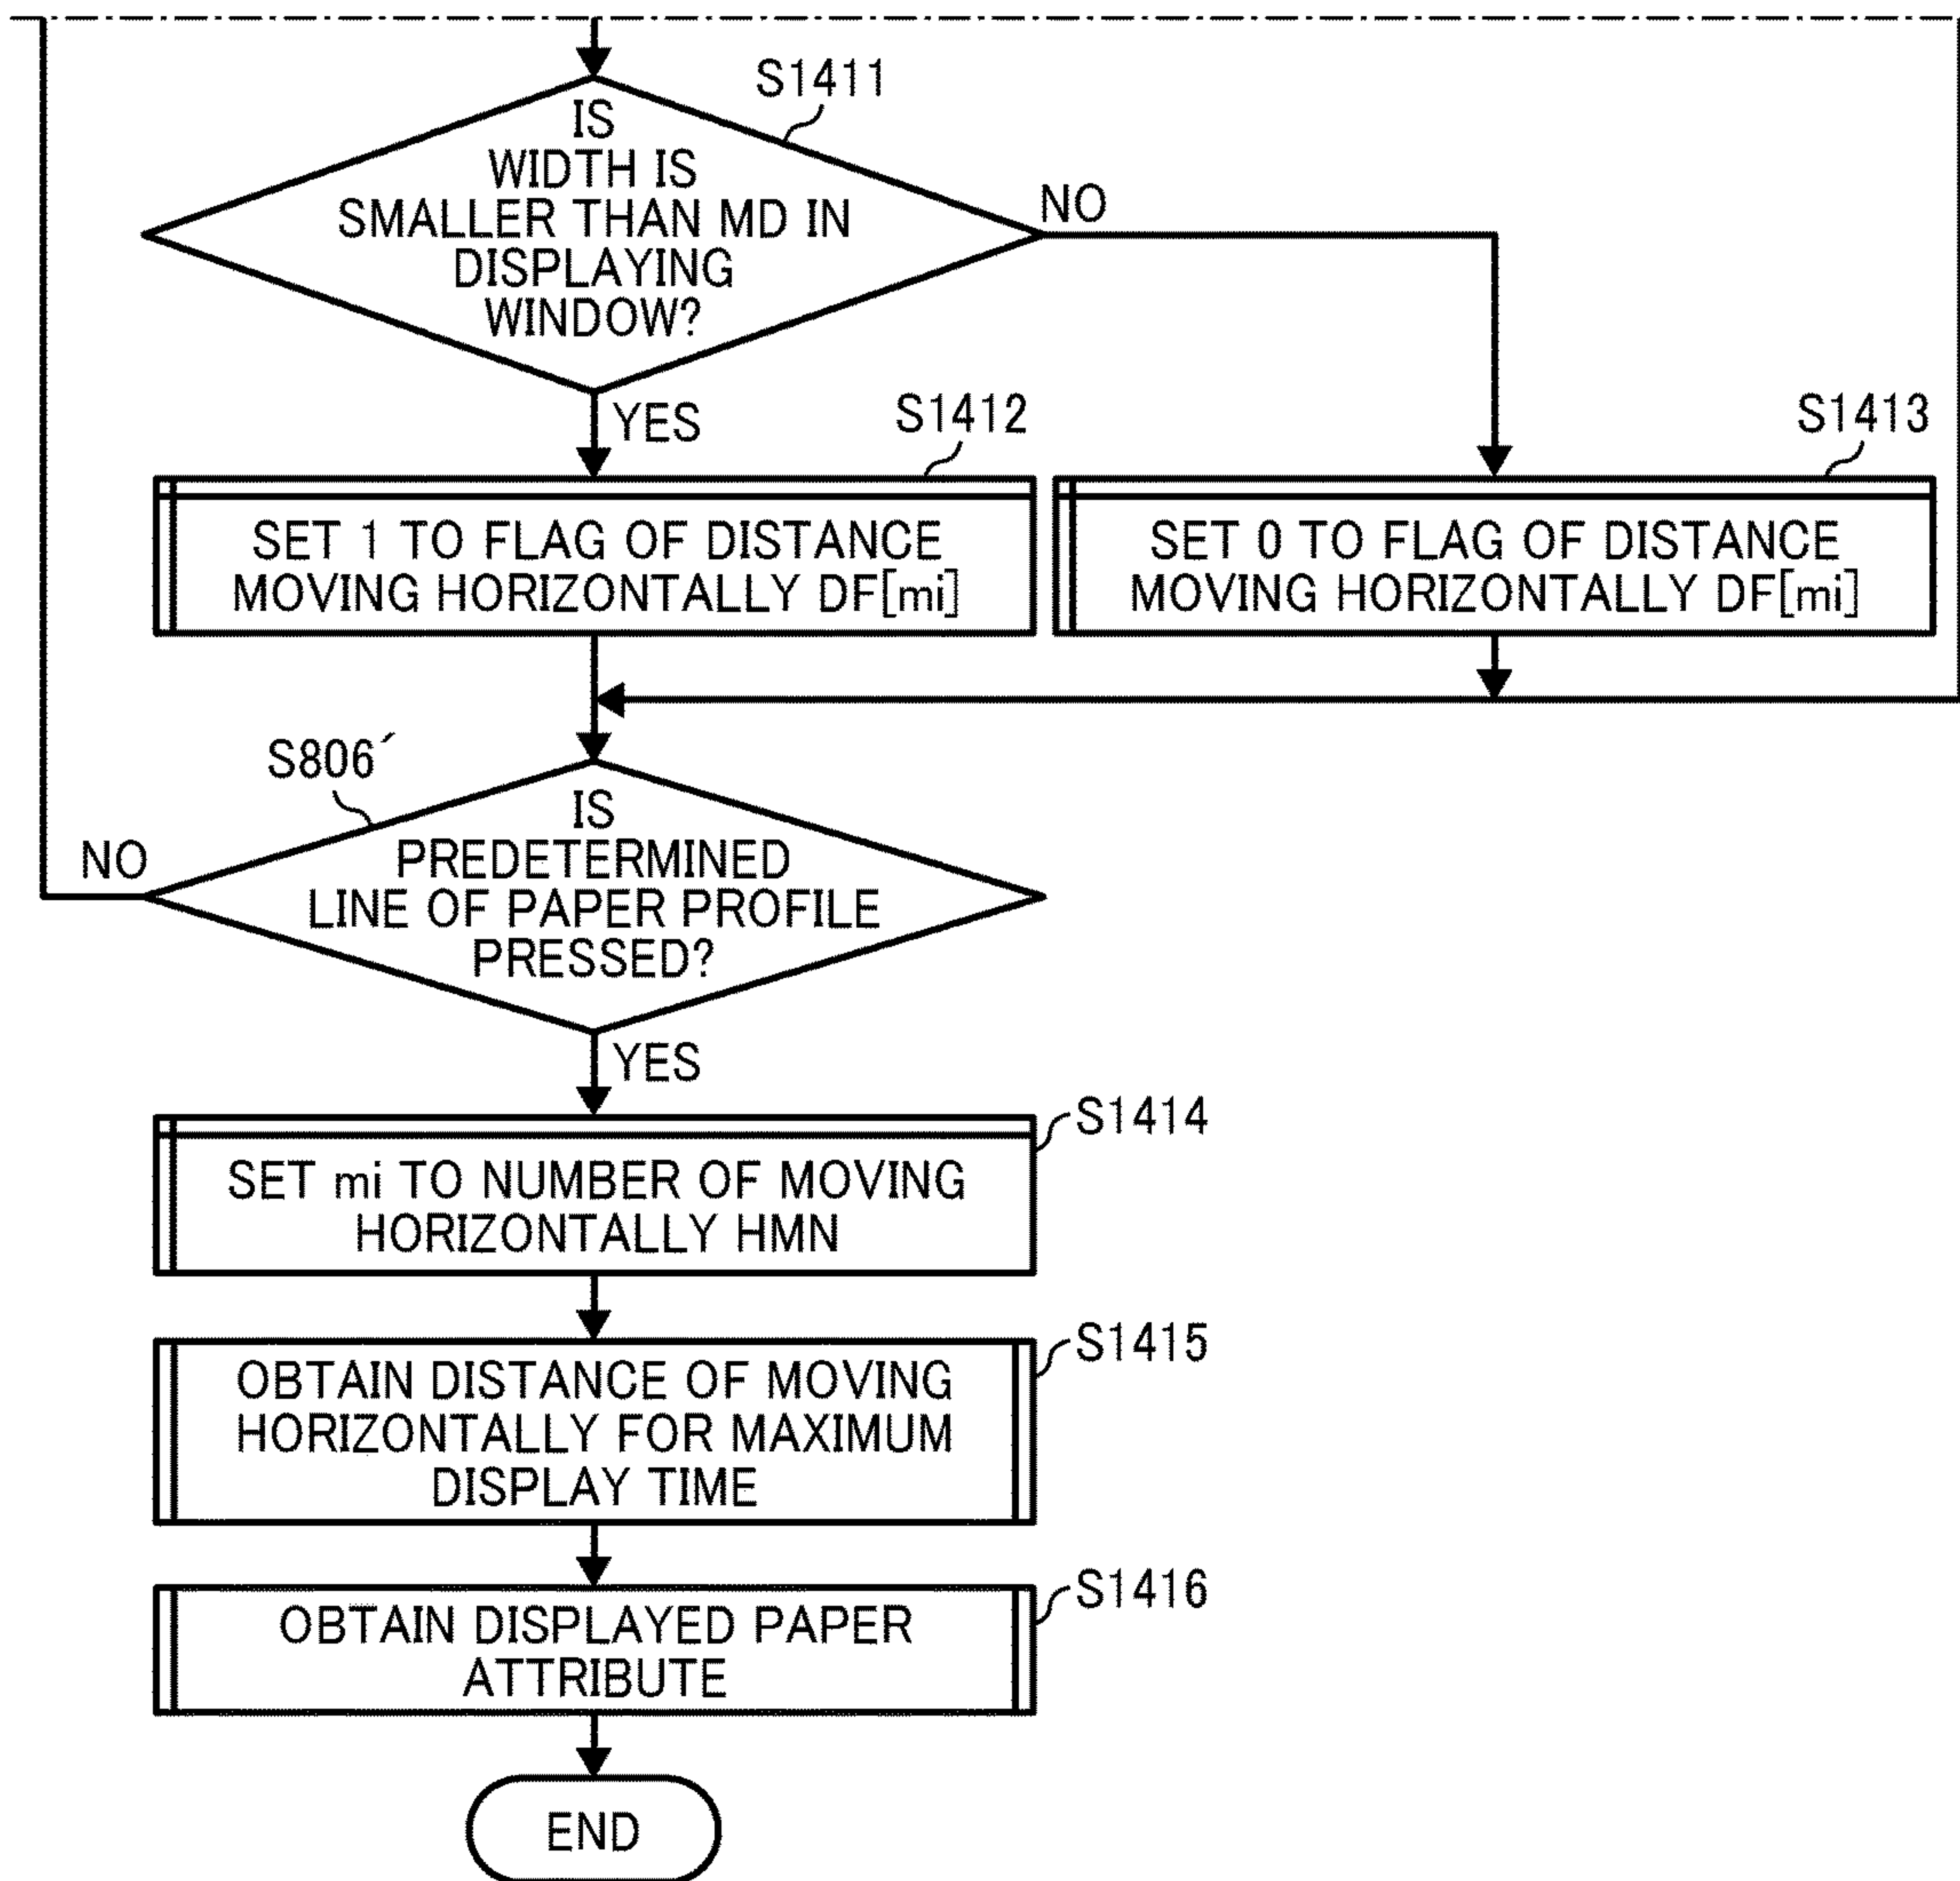 S1411
IS
WIDTH IS
SMALLER THAN MD IN
DISPLAYING
WINDOW?
NO
YES
S1412
SET 1 TO FLAG OF DISTANCE
MOVING HORIZONTALLY DF[mi]
S1413
SET 0 TO FLAG OF DISTANCE
MOVING HORIZONTALLY DF[mi]
S806´
IS
PREDETERMINED
LINE OF PAPER PROFILE
PRESSED?
NO
YES
S1414
SET mi TO NUMBER OF MOVING
HORIZONTALLY HMN
S1415
OBTAIN DISTANCE OF MOVING
HORIZONTALLY FOR MAXIMUM
DISPLAY TIME
S1416
OBTAIN DISPLAYED PAPER
ATTRIBUTE
END